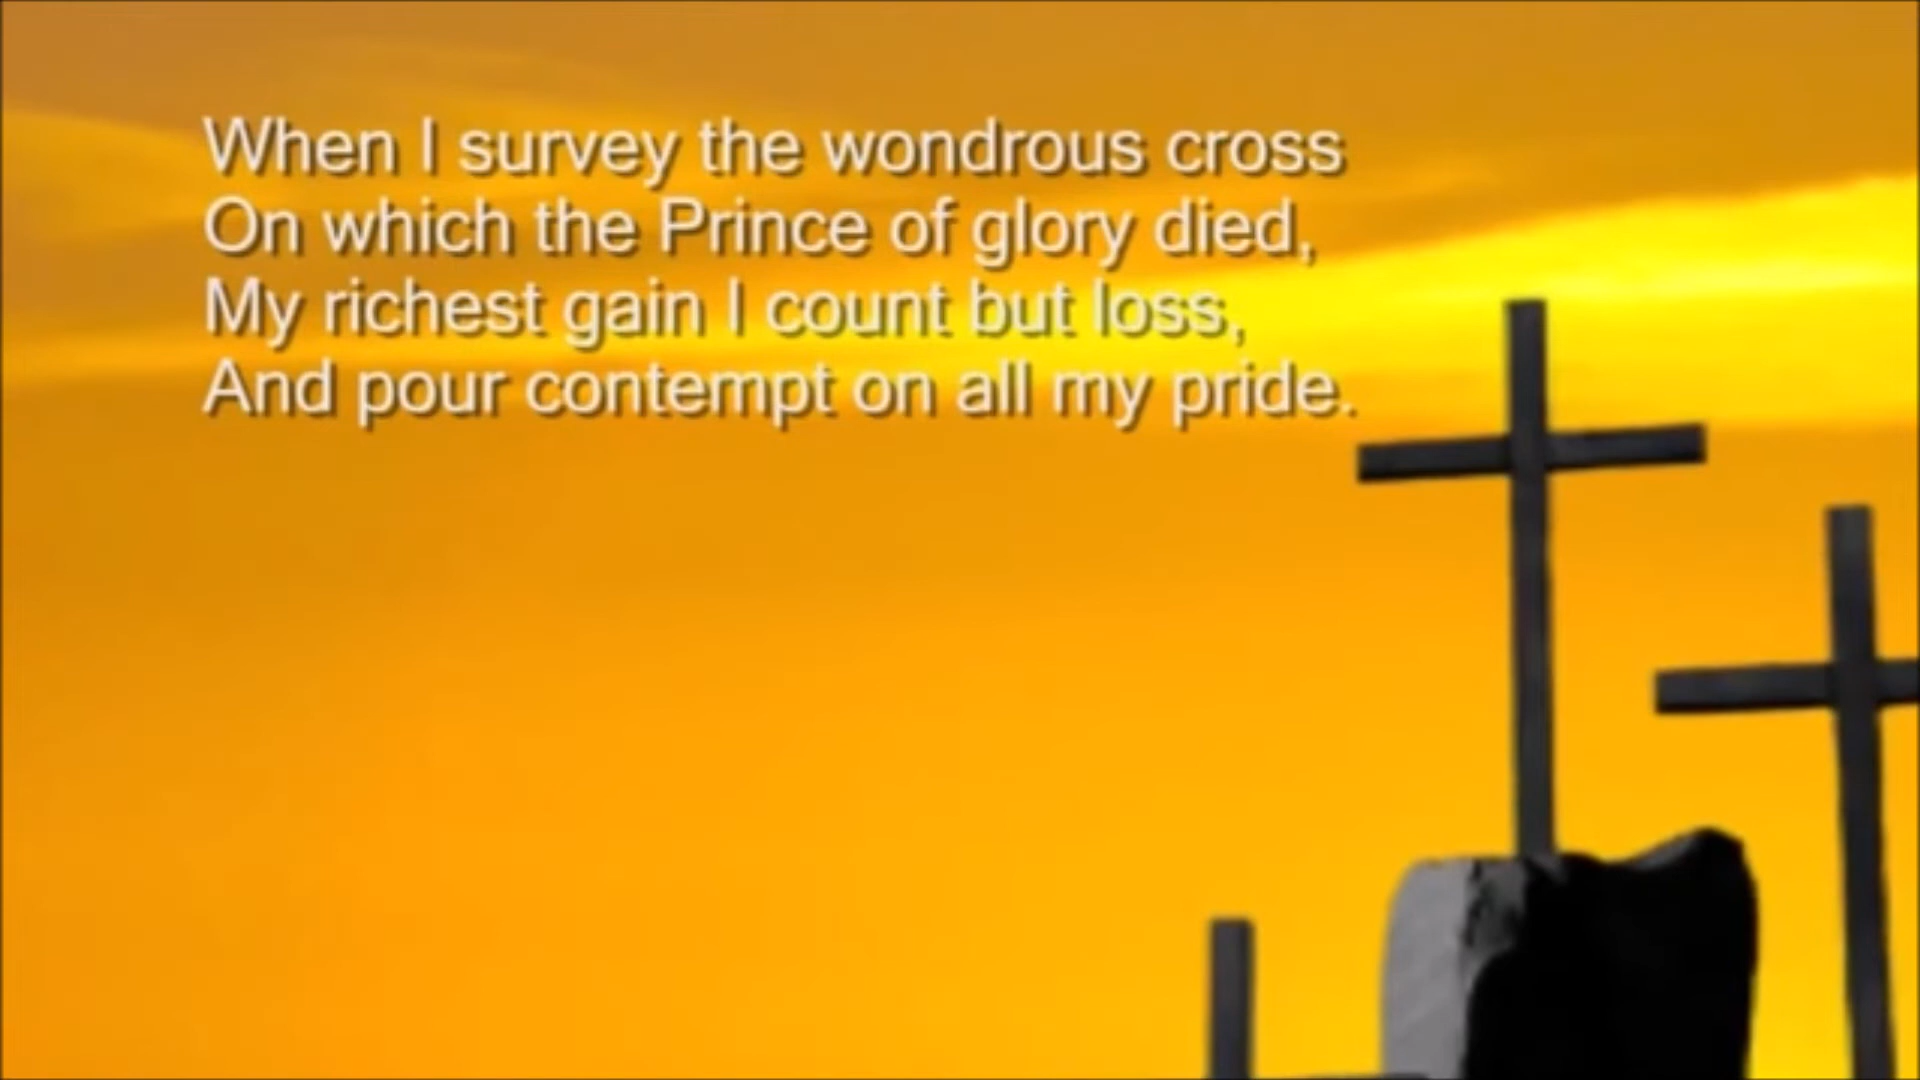 When I survey the wondrous cross
On which the Prince of glory died,
My richest gain I count but loss,
And pour contempt on all my pride.